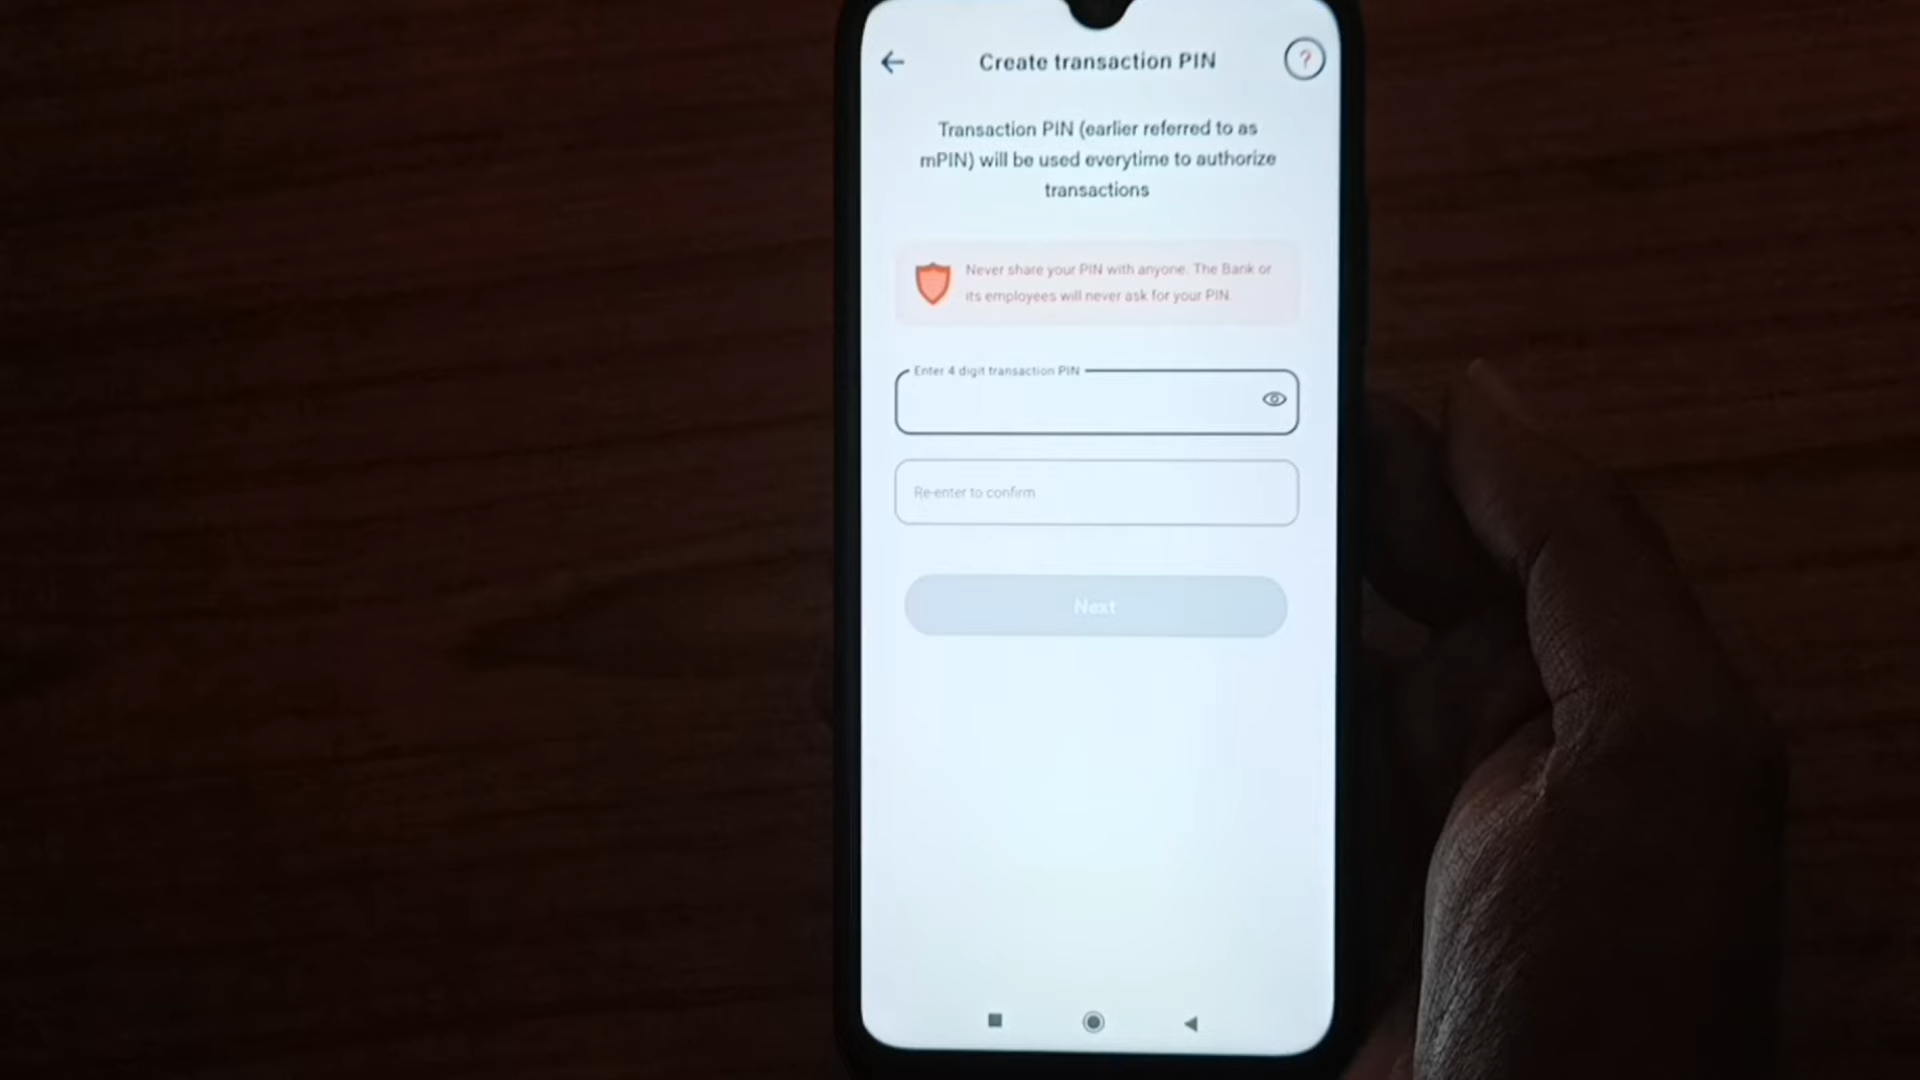 Create transaction PIN
?
Transaction PIN (earlier referred to as
mPIN) will be used everytime to authorize
transactions
Never share your PIN with anyone. The Bank or
its employees will never ask for your PIN.
Enter 4 digit transaction PIN
Re-enter to confirm
Next